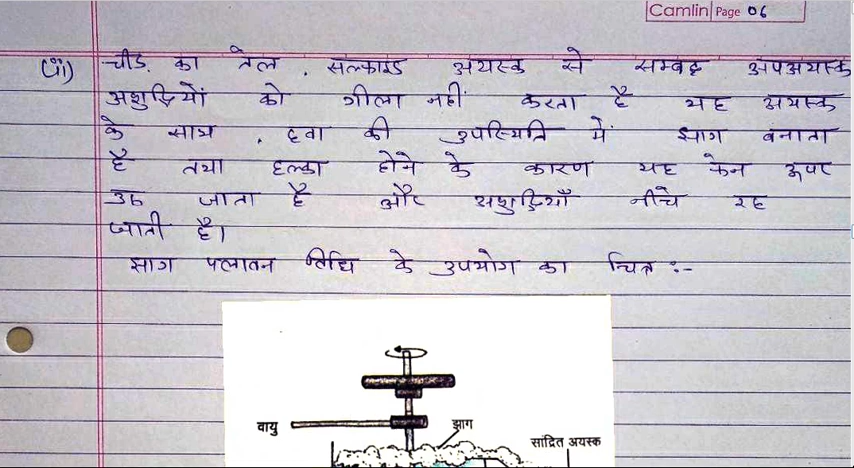 Camlin Page 06
(ii) चीड़ का तेल सल्फाइड अयस्क से सम्बद्ध अपअयस्क
अशुद्धियों को गीला नहीं करता है यह अयस्क
के साथ हवा की उपस्थिति में झाग बनाता
है तथा हल्का होने के कारण यह फेन ऊपर
उठ जाता है और अशुद्धियाँ नीचे रह
जाती है।
झाग प्लावन विधि के उपयोग का चित्र :-
वायु
झाग
सांद्रित अयस्क